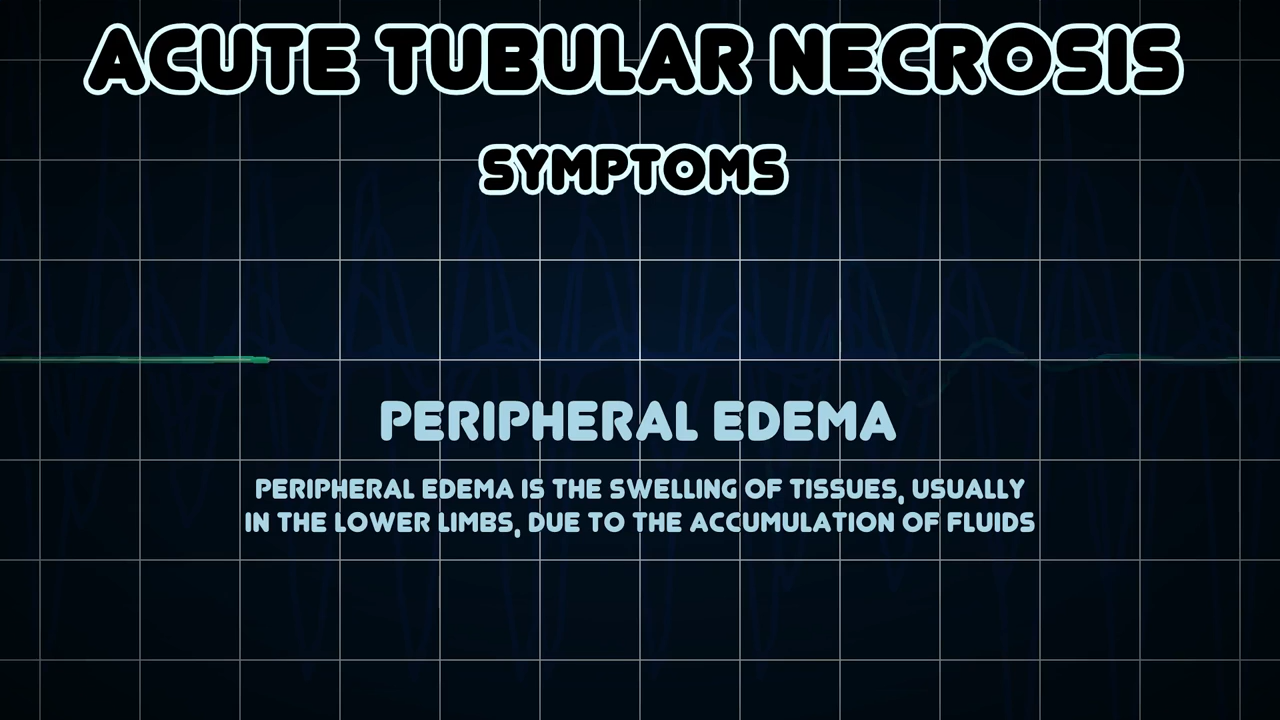 ACUTE TUBULAR NECROSIS
SYMPTOMS
PERIPHERAL EDEMA
PERIPHERAL EDEMA IS THE SWELLING OF TISSUES, USUALLY
IN THE LOWER LIMBS, DUE TO THE ACCUMULATION OF FLUIDS